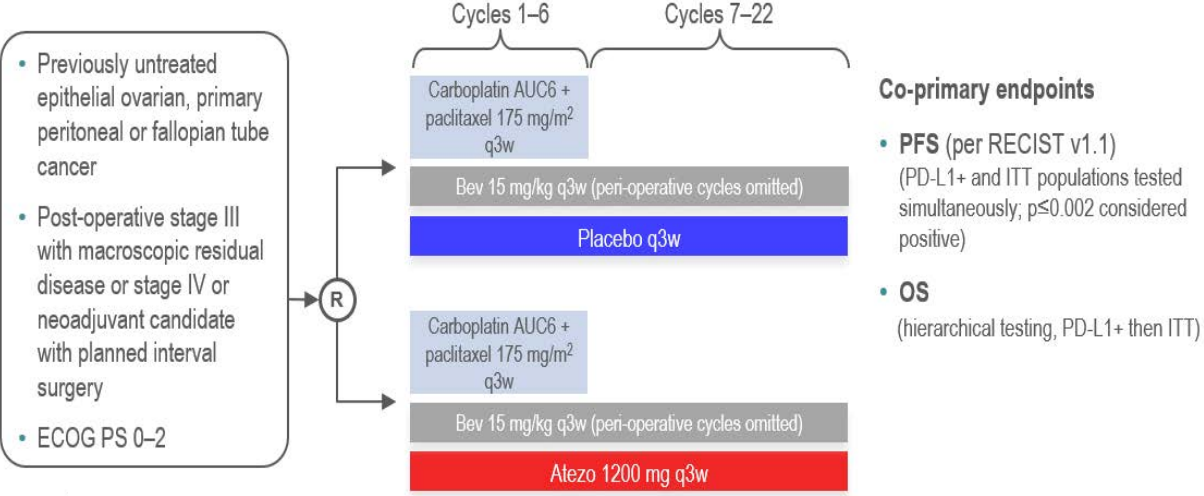 Cycles 1–6
Cycles 7–22
• Previously untreated
epithelial ovarian, primary
peritoneal or fallopian tube
cancer
• Post-operative stage III
with macroscopic residual
disease or stage IV or
neoadjuvant candidate
with planned interval
surgery
• ECOG PS 0–2
R
Carboplatin AUC6 +
paclitaxel 175 mg/m²
q3w
Bev 15 mg/kg q3w (peri-operative cycles omitted)
Placebo q3w
Carboplatin AUC6 +
paclitaxel 175 mg/m²
q3w
Bev 15 mg/kg q3w (peri-operative cycles omitted)
Atezo 1200 mg q3w
Co-primary endpoints
• PFS (per RECIST v1.1)
(PD-L1+ and ITT populations tested
simultaneously; p≤0.002 considered
positive)
• OS
(hierarchical testing, PD-L1+ then ITT)